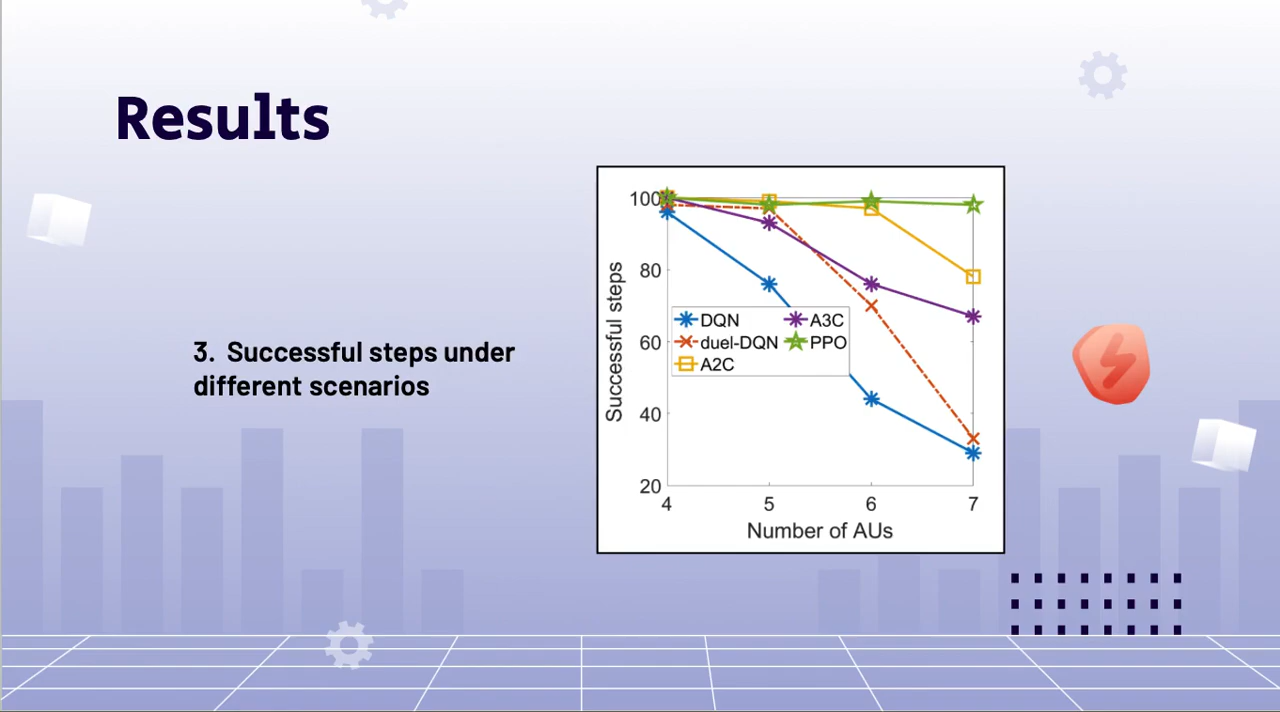 Results
3. Successful steps under
different scenarios
100
80
60
40
20
4 5 6 7
Successful steps
Number of AUs
DQN
duel-DQN
A2C
A3C
PPO